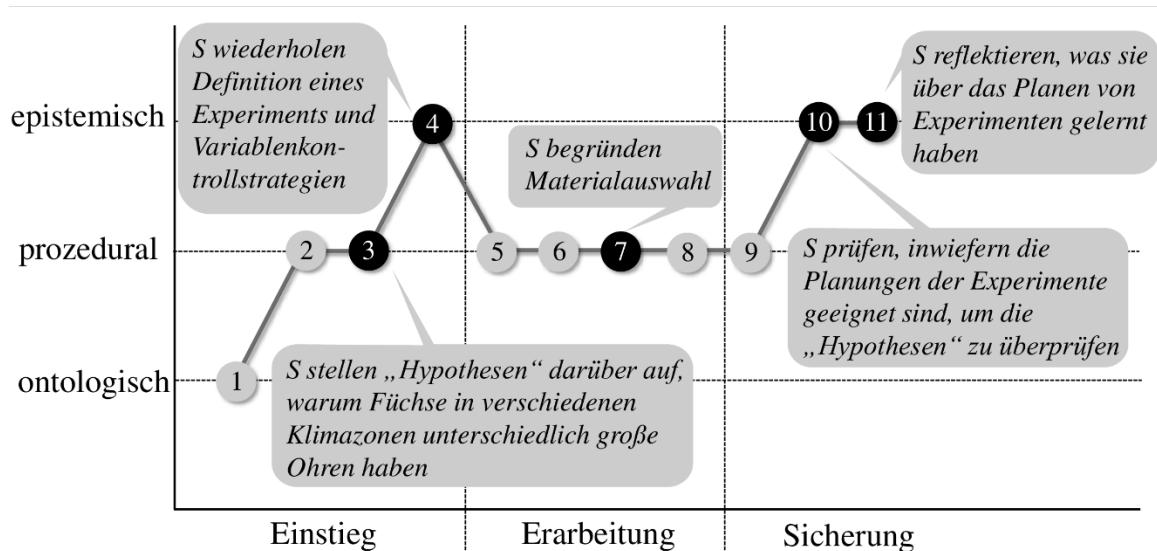 S wiederholen
Definition eines
Experiments und
Variablenkon-
trollstrategien
S reflektieren, was sie
über das Planen von
Experimenten gelernt
haben
epistemisch
4
10
11
S begründen
Materialauswahl
prozedural
2
3
5
6
7
8
9
S prüfen, inwiefern die
Planungen der Experimente
geeignet sind, um die
„Hypothesen“ zu überprüfen
ontologisch
1
S stellen „Hypothesen“ darüber auf,
warum Füchse in verschiedenen
Klimazonen unterschiedlich große
Ohren haben
Einstieg
Erarbeitung
Sicherung